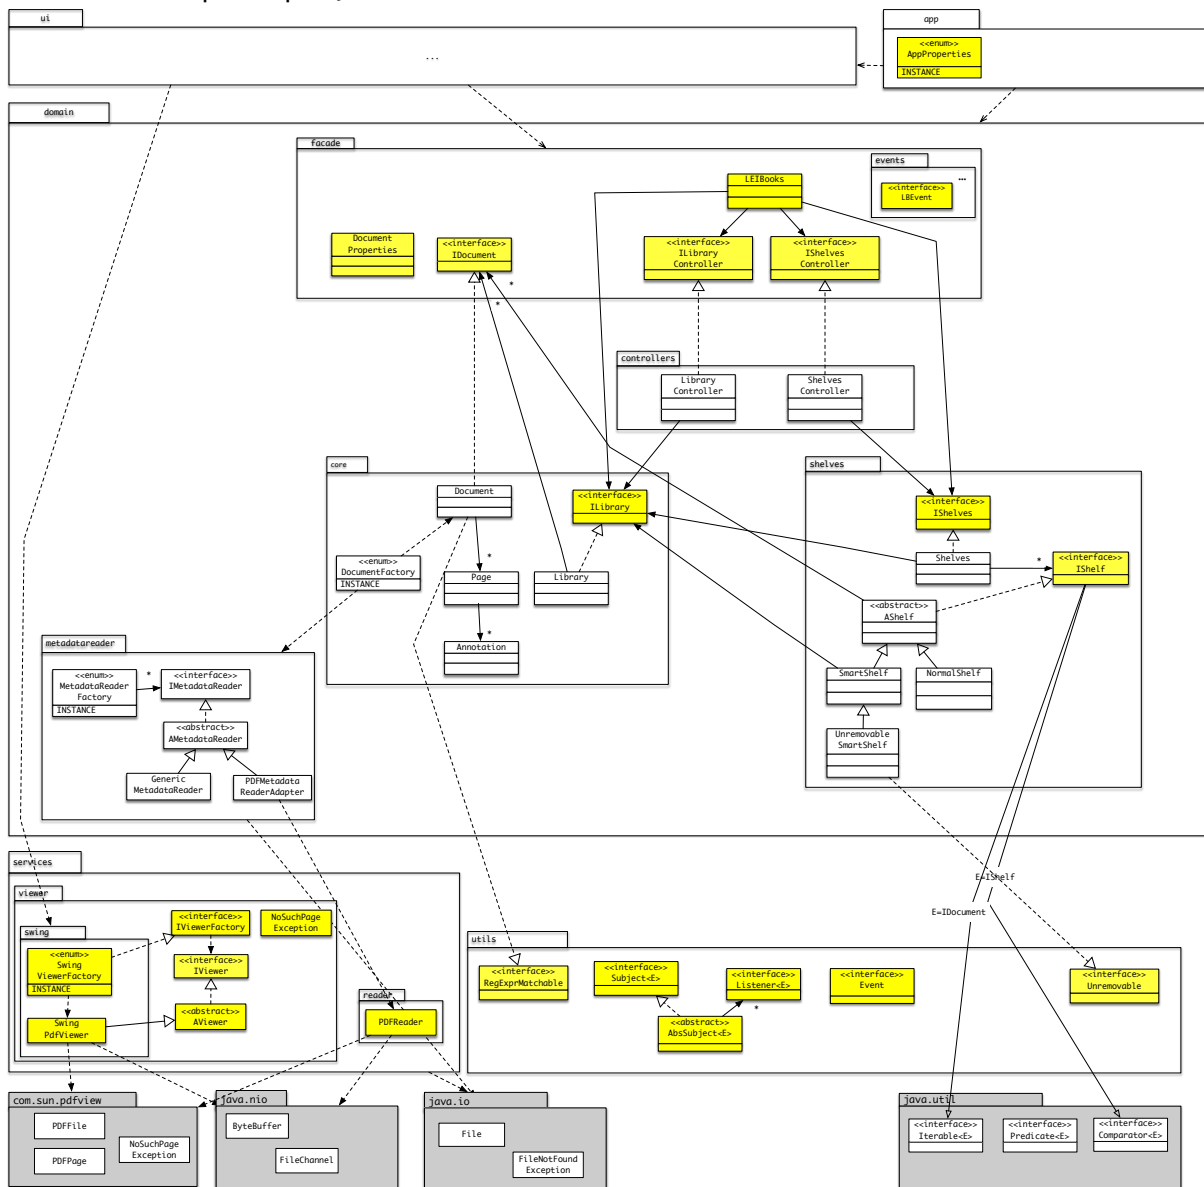 ui
app
<<enum>>
AppProperties
INSTANCE
...
domain
facade
events
...
<<interface>>
LBEvent
LEIBooks
Document
Properties
<<interface>>
IDocument
<<interface>>
ILibrary
Controller
<<interface>>
IShelves
Controller
*
*
controllers
Library
Controller
Shelves
Controller
core
shelves
Document
<<interface>>
ILibrary
<<interface>>
IShelves
*
<<enum>>
DocumentFactory
INSTANCE
Page
Library
Shelves
*
<<interface>>
IShelf
*
Annotation
<<abstract>>
AShelf
metadatareader
<<enum>>
MetadataReader
Factory
INSTANCE
*
<<interface>>
IMetadataReader
SmartShelf
NormalShelf
<<abstract>>
AMetadataReader
Unremovable
SmartShelf
Generic
MetadataReader
PDFMetadata
ReaderAdapter
services
viewer
E=IShelf
E=IDocument
swing
<<interface>>
IViewerFactory
NoSuchPage
Exception
utils
<<enum>>
Swing
ViewerFactory
INSTANCE
<<interface>>
IViewer
<<interface>>
RegExprMatchable
<<interface>>
Subject<E>
<<interface>>
Listener<E>
<<interface>>
Event
<<interface>>
Unremovable
reader
Swing
PdfViewer
<<abstract>>
AViewer
PDFReader
<<abstract>>
AbsSubject<E>
*
com.sun.pdfview
java.nio
java.io
java.util
PDFFile
NoSuchPage
Exception
PDFPage
ByteBuffer
FileChannel
File
FileNotFound
Exception
<<interface>>
Iterable<E>
<<interface>>
Predicate<E>
<<interface>>
Comparator<E>